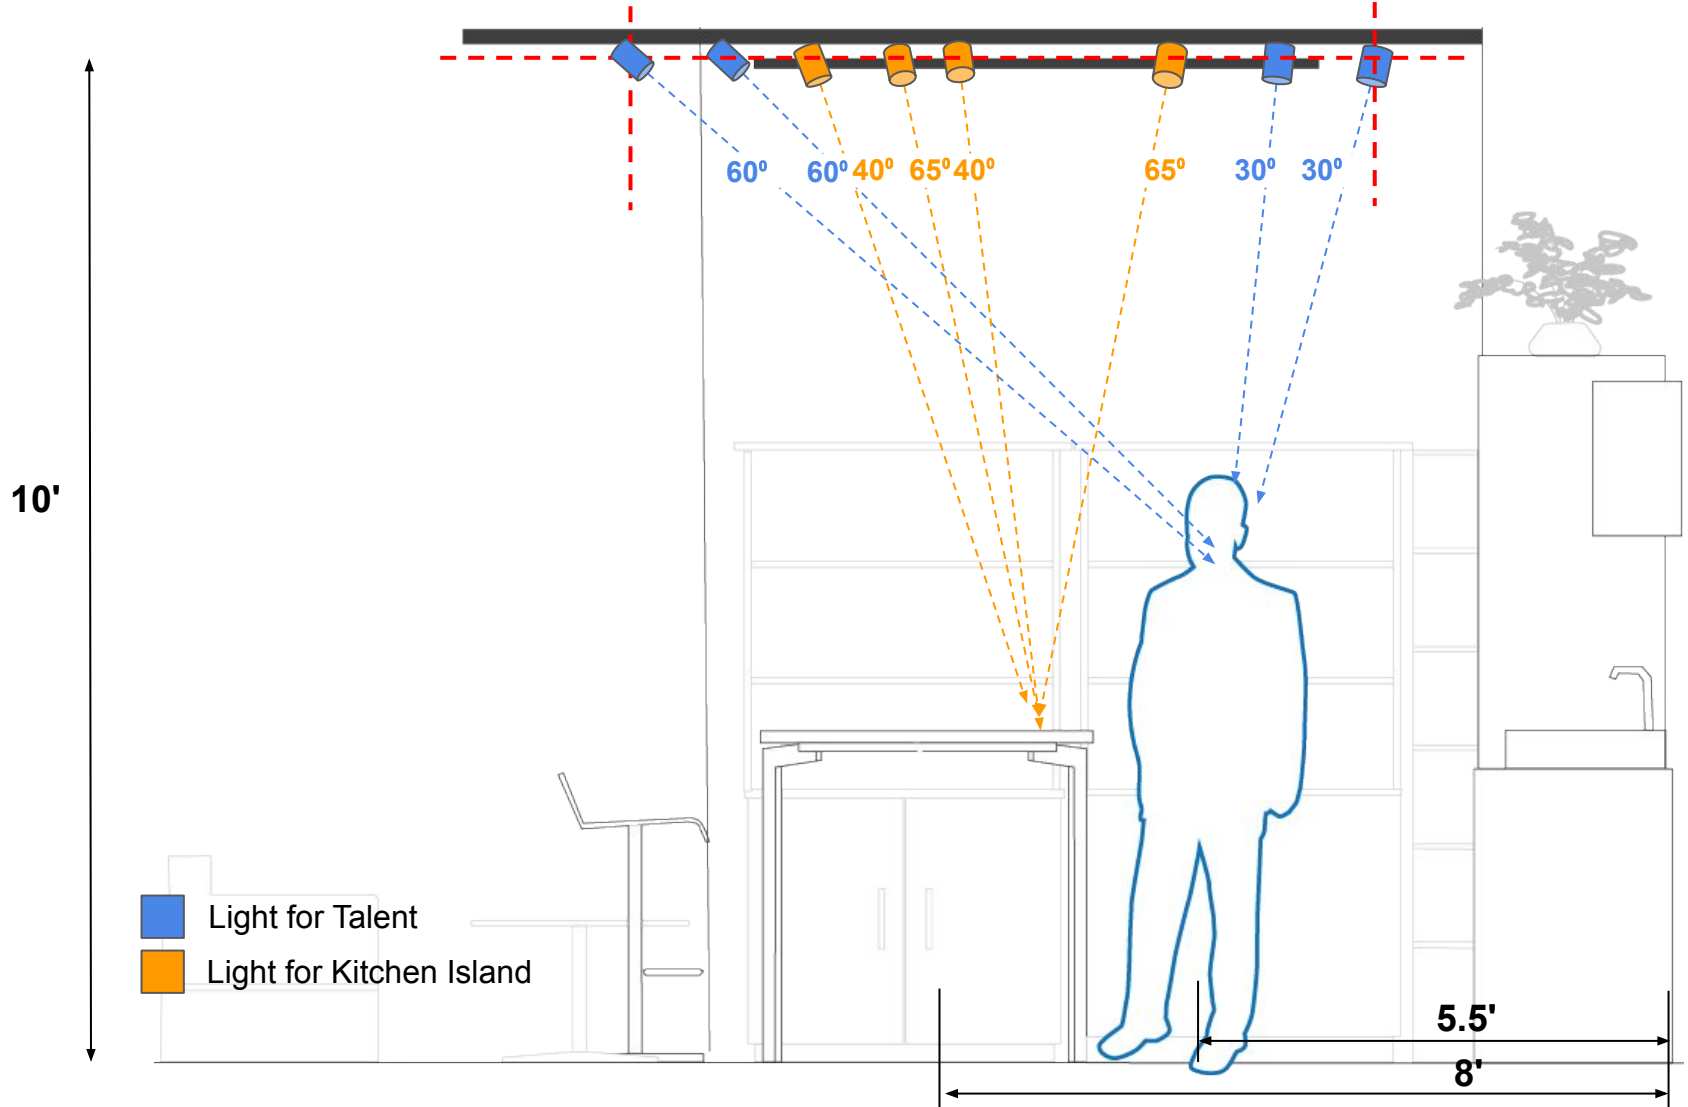 60⁰ 60⁰ 40⁰ 65⁰ 40⁰ 65⁰ 30⁰ 30⁰
10'
Light for Talent
Light for Kitchen Island
5.5'
8'